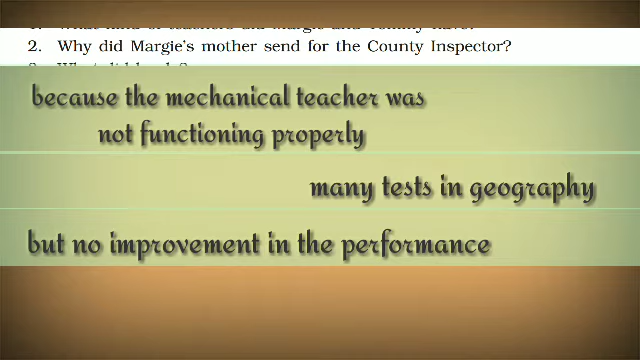 2. Why did Margie's mother send for the County Inspector?
because the mechanical teacher was
not functioning properly
many tests in geography
but no improvement in the performance